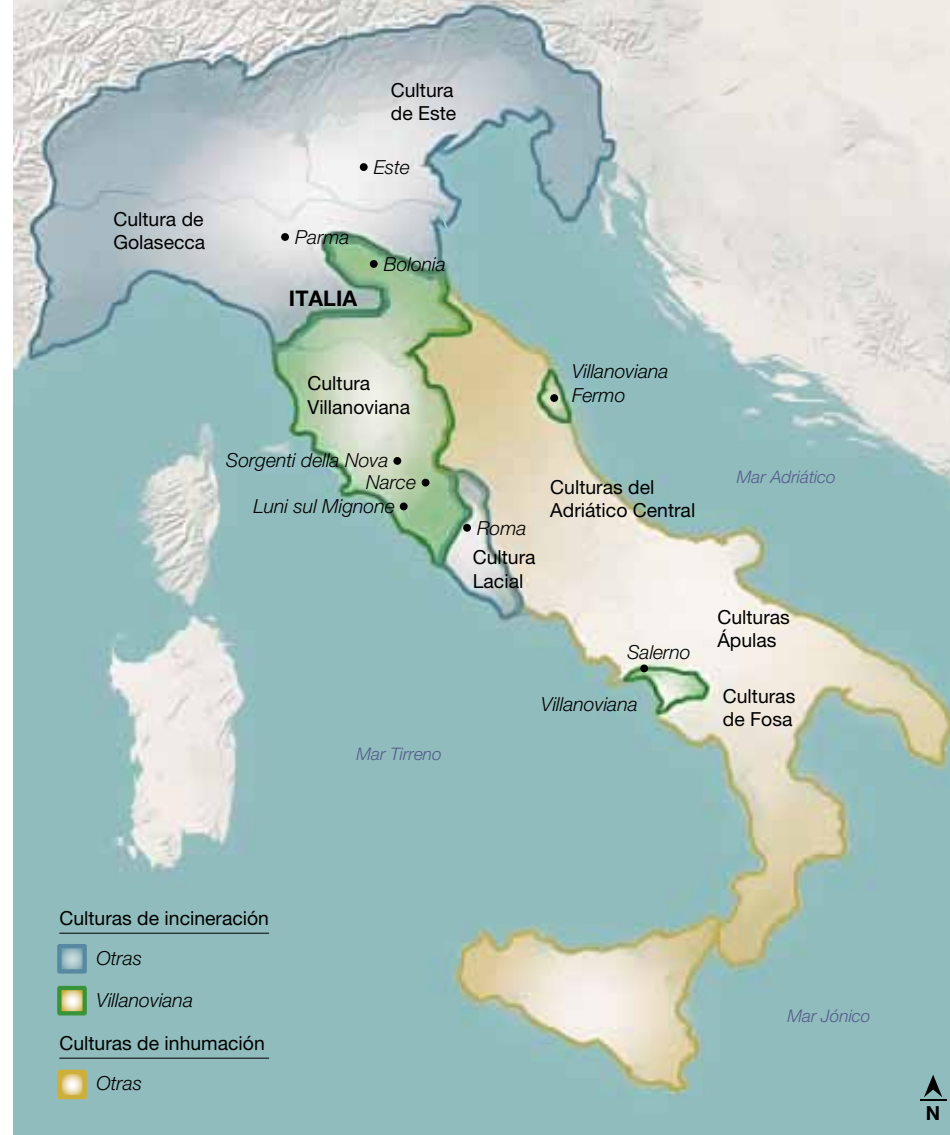 Cultura
de Este
Este
Cultura de
Golasecca
Parma
Bolonia
ITALIA
Cultura
Villanoviana
Villanoviana
Fermo
Sorgenti della Nova
Narce
Luni sul Mignone
Mar Adriático
Culturas del
Adriático Central
Roma
Cultura
Lacial
Culturas
Ápulas
Salerno
Villanoviana
Culturas
de Fosa
Mar Tirreno
Culturas de incineración
Otras
Villanoviana
Culturas de inhumación
Otras
Mar Jónico
N